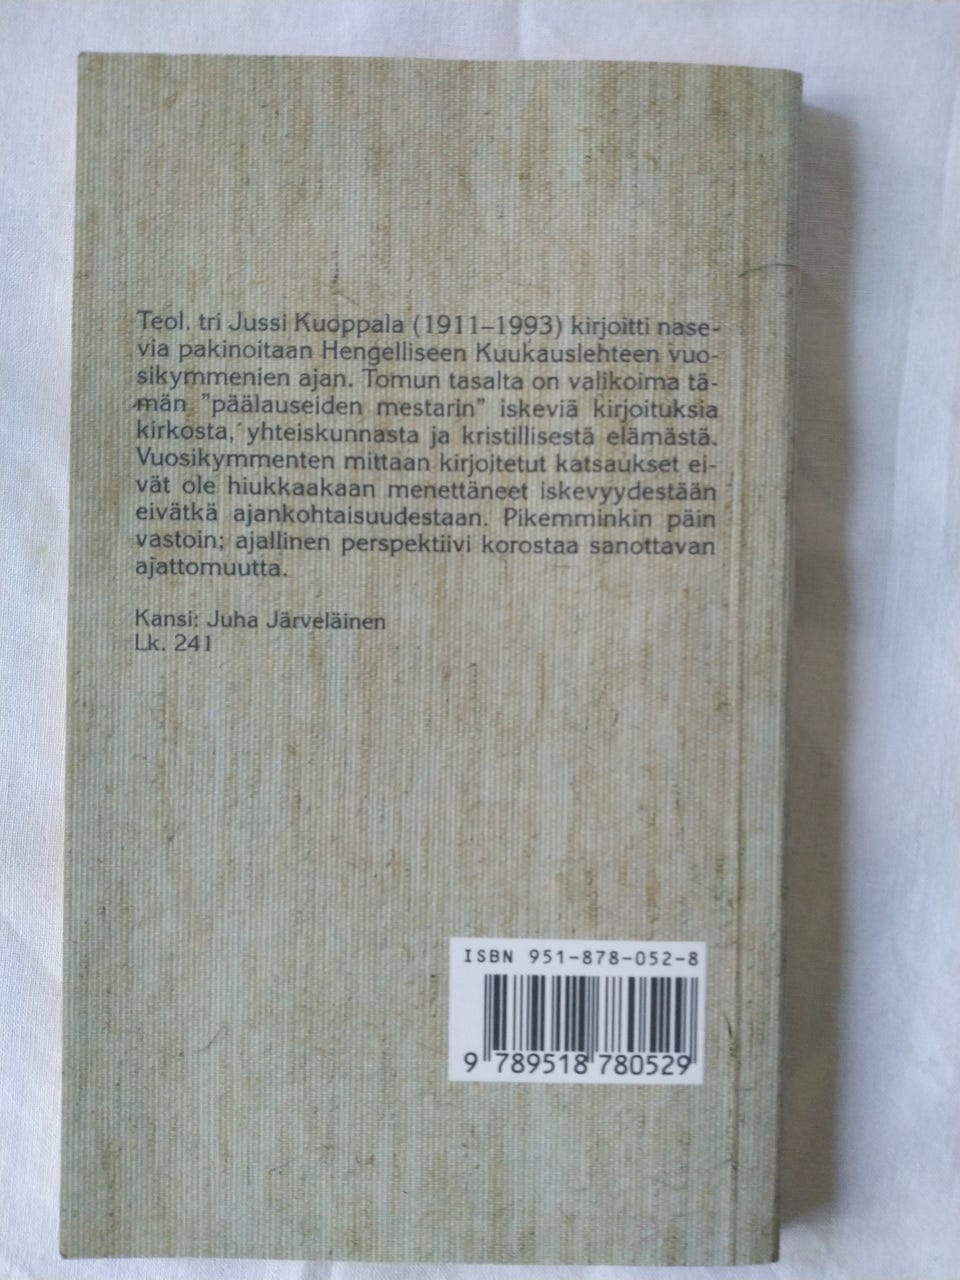 Teol. tri Jussi Kuoppala (1911–1993) kirjoitti nase-
via pakinoitaan Hengelliseen Kuukauslehteen vuo-
sikymmenien ajan. Tomun tasalta on valikoima tä-
män ”päälauseiden mestarin” iskeviä kirjoituksia
kirkosta, yhteiskunnasta ja kristillisestä elämästä.
Vuosikymmenten mittaan kirjoitetut katsaukset ei-
vät ole hiukkaakaan menettäneet iskevyydestään
eivätkä ajankohtaisuudestaan. Pikemminkin päin
vastoin; ajallinen perspektiivi korostaa sanottavan
ajattomuutta.
Kansi: Juha Järveläinen
Lk. 241
ISBN 951-878-052-8
9 789518 780529